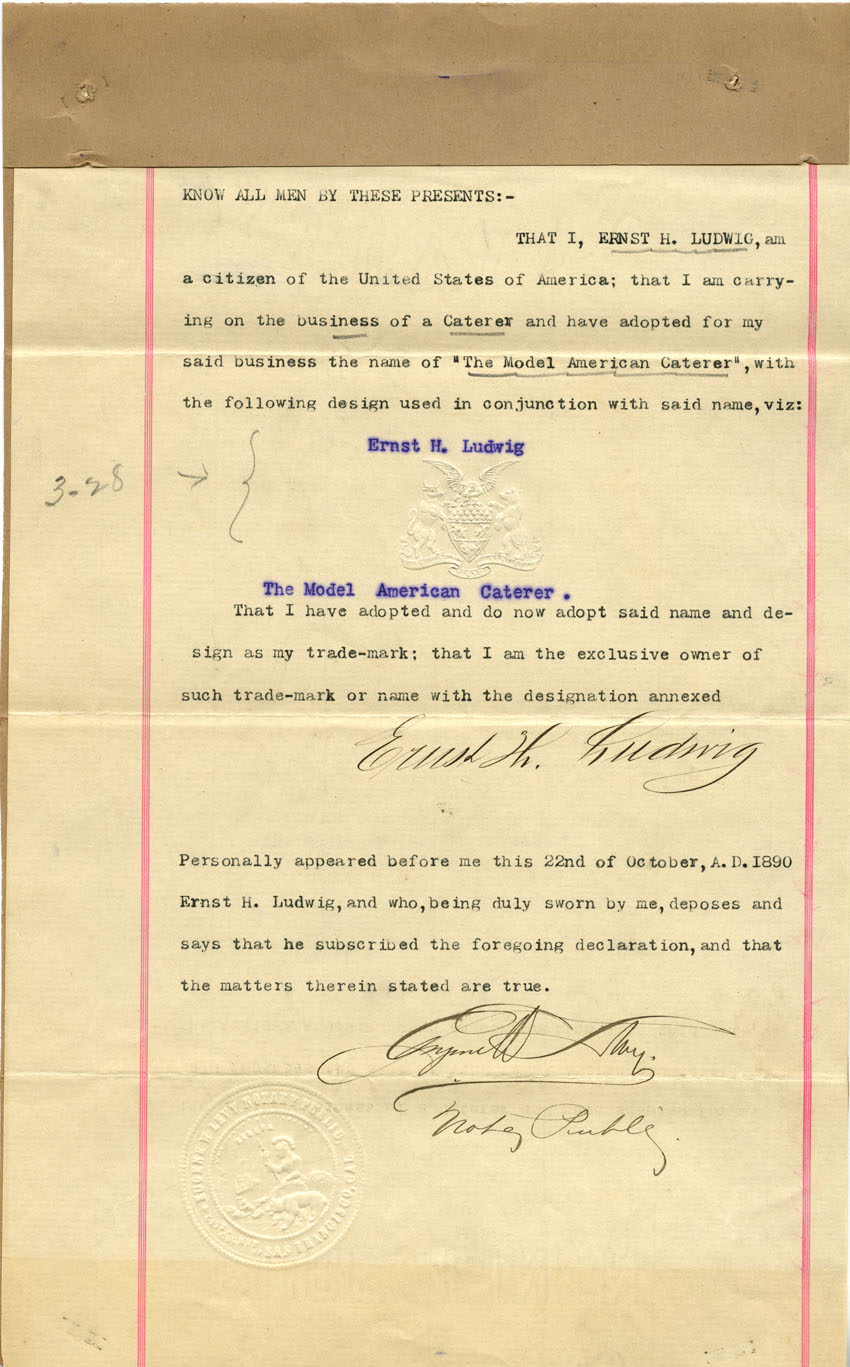 KNOW ALL MEN BY THESE PRESENTS:-
THAT I, ERNST H. LUDWIG, am
a citizen of the United States of America; that I am carry-
ing on the business of a Caterer and have adopted for my
said business the name of "The Model American Caterer", with
the following design used in conjunction with said name, viz:
Ernst H. Ludwig
3-28
The Model American Caterer.
That I have adopted and do now adopt said name and de-
sign as my trade-mark; that I am the exclusive owner of
such trade-mark or name with the designation annexed
Ernst H. Ludwig
Personally appeared before me this 22nd of October, A.D. 1890
Ernst H. Ludwig, and who, being duly sworn by me, deposes and
says that he subscribed the foregoing declaration, and that
the matters therein stated are true.
Notary Public.
LEVY NOTARY PUBLIC
SAN FRANCISCO, CAL